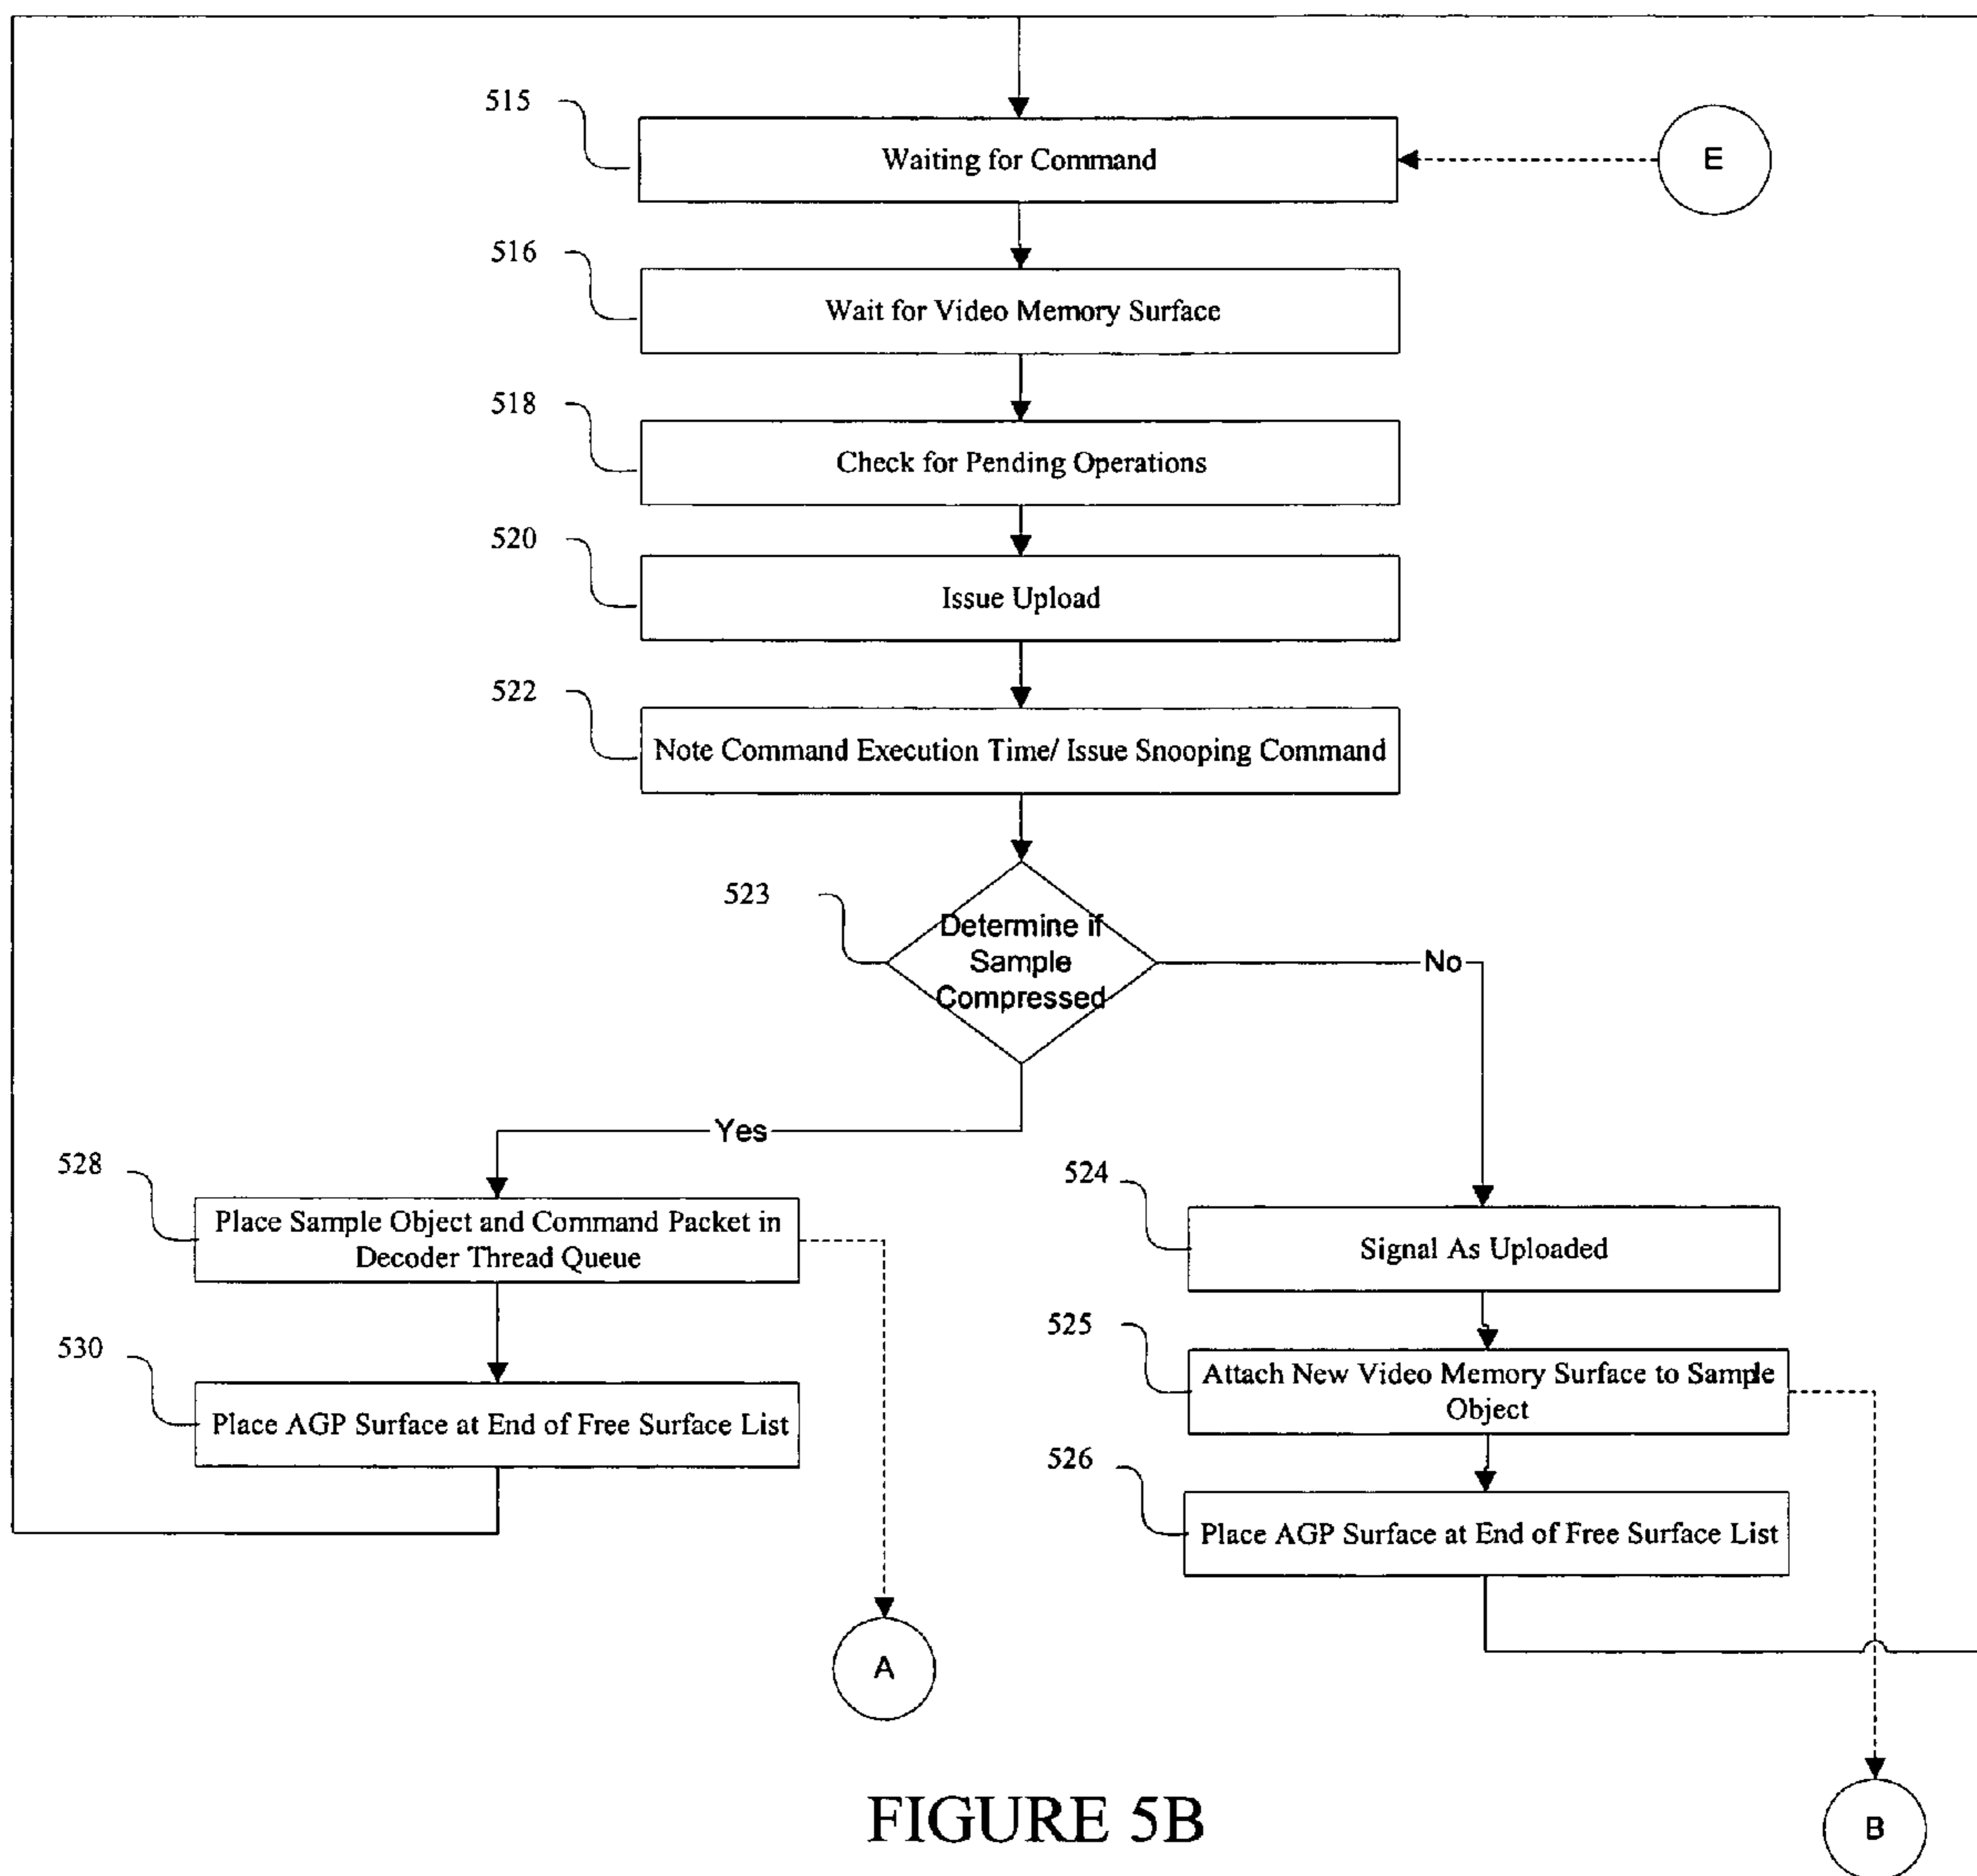 515
Waiting for Command
E
516
Wait for Video Memory Surface
518
Check for Pending Operations
520
Issue Upload
522
Note Command Execution Time/ Issue Snooping Command
523
Determine if
Sample
Compressed
No
Yes
528
Place Sample Object and Command Packet in
Decoder Thread Queue
524
Signal As Uploaded
530
Place AGP Surface at End of Free Surface List
525
Attach New Video Memory Surface to Sample
Object
526
Place AGP Surface at End of Free Surface List
A
B
FIGURE 5B